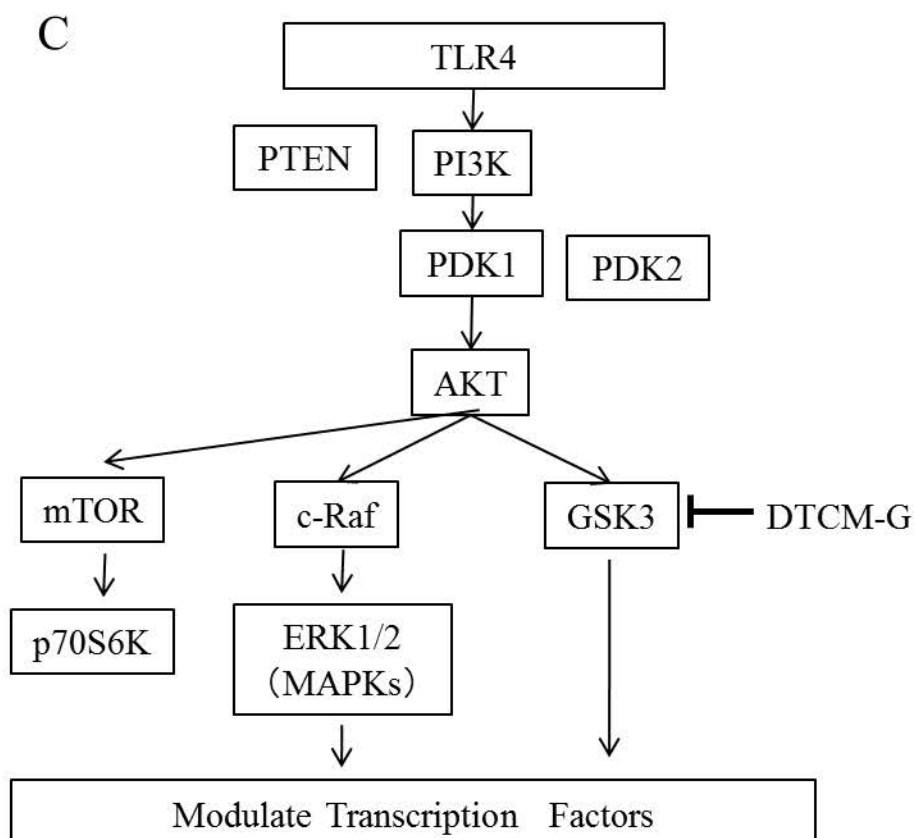 C
TLR4
PTEN
PI3K
PDK1
PDK2
AKT
mTOR
c-Raf
GSK3
DTCM-G
p70S6K
ERK1/2
（MAPKs）
Modulate Transcription Factors